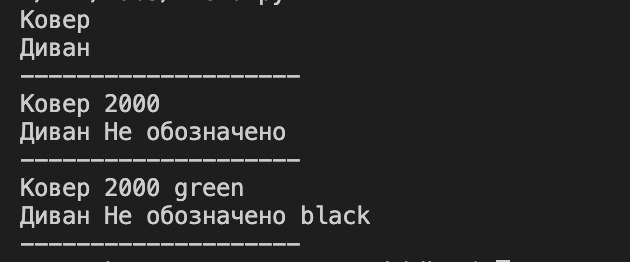 Ковер
Диван
--------------------
Ковер 2000
Диван Не обозначено
--------------------
Ковер 2000 green
Диван Не обозначено black
--------------------